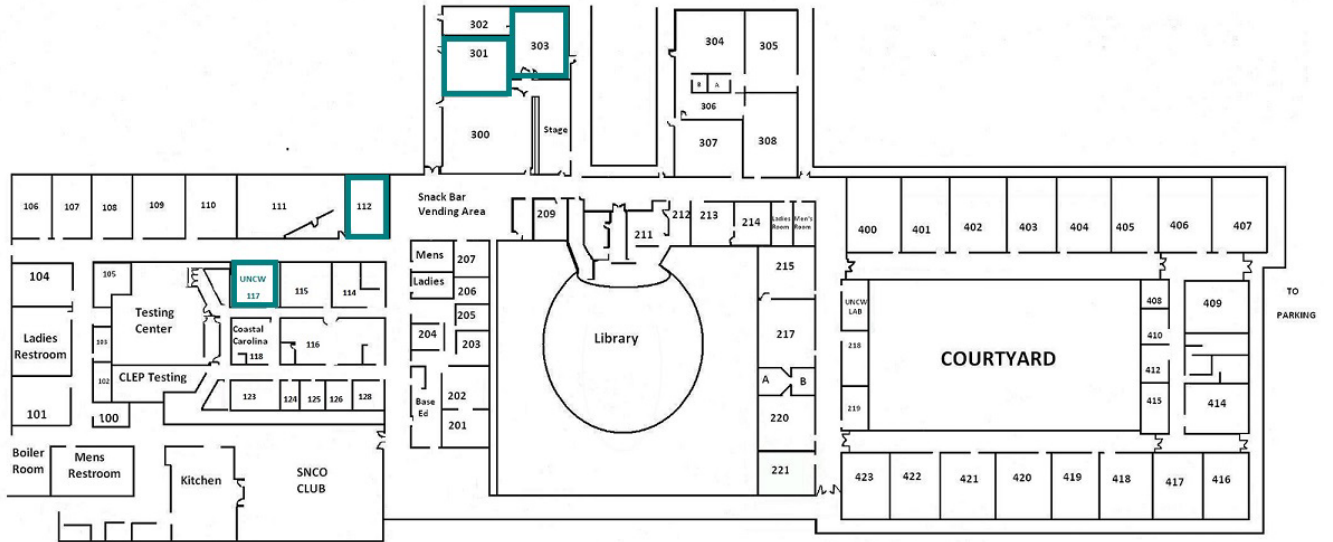 302
301
303
300
Stage
304
305
B
A
306
307
308
106
107
108
109
110
111
112
Snack Bar
Vending Area
209
211
212
213
214
Ladies
Room
Men's
Room
400
401
402
403
404
405
406
407
104
105
UNCW
117
115
114
Mens
207
Ladies
206
215
TO
PARKING
Testing
Center
Ladies
Restroom
103
Coastal
Carolina
118
116
205
204
203
Library
217
UNCW
LAB
218
COURTYARD
408
409
410
412
CLEP Testing
102
101
100
123
124
125
126
128
Base
Ed
202
201
A
B
220
219
415
414
Boiler
Room
Mens
Restroom
Kitchen
SNCO
CLUB
221
423
422
421
420
419
418
417
416